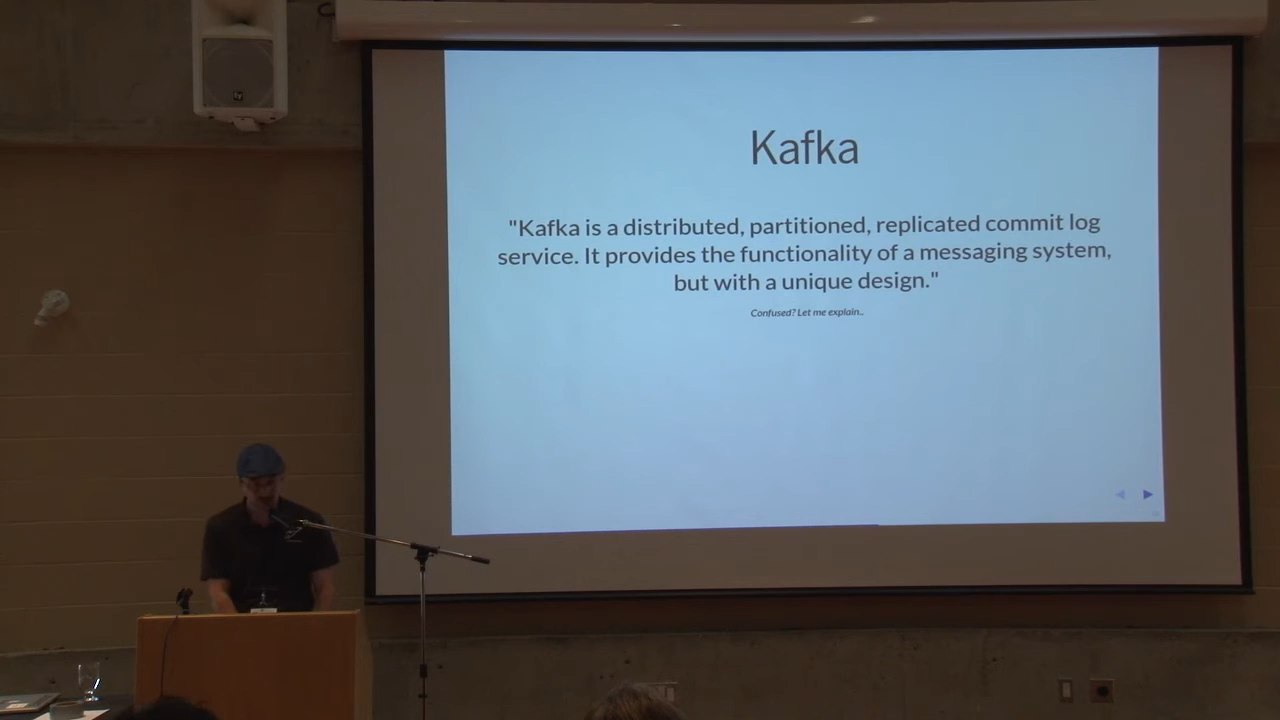 Kafka
"Kafka is a distributed, partitioned, replicated commit log
service. It provides the functionality of a messaging system,
but with a unique design."
Confused? Let me explain..